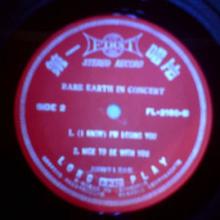 FIRST
第一唱片
STEREO RECORD
RARE EARTH IN CONCERT
SIDE 2
FL-2180-B
1. (I KNOW) I'M LOSING YOU
2. NICE TO BE WITH YOU
LONG PLAY